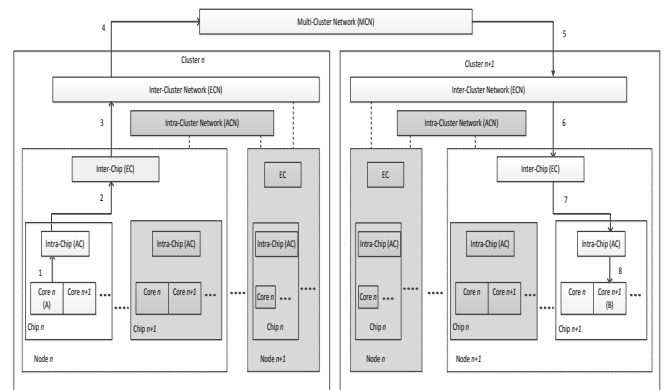 Multi-Cluster Network (MCN)
4
5
Cluster n
Inter-Cluster Network (ECN)
3
Intra-Cluster Network (ACN)
Inter-Chip (EC)
EC
2
Intra-Chip (AC)
Intra-Chip (AC)
Intra-Chip (AC)
1
Core n
(A)
Core n+1
Core n
Core n+1
Core n
Chip n
Chip n+1
Chip n
Node n
Node n+1
Cluster n+1
Inter-Cluster Network (ECN)
Intra-Cluster Network (ACN)
6
EC
Inter-Chip (EC)
7
Intra-Chip (AC)
Intra-Chip (AC)
Intra-Chip (AC)
8
Core n
Core n
Core n+1
Core n
Core n+1
(B)
Chip n
Chip n
Chip n+1
Node n
Node n+1